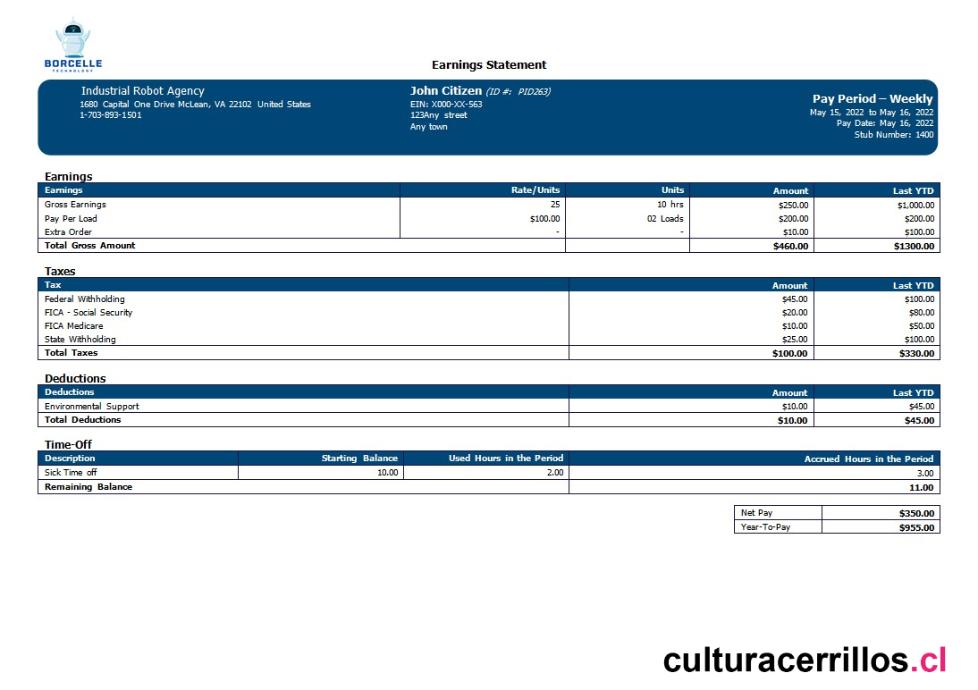 BORCELLE
TECHNOLOGY
Earnings Statement
Industrial Robot Agency
1680 Capital One Drive McLean, VA 22102 United States
1-703-893-1501
John Citizen (ID #: PID263)
EIN: X000-XX-563
123Any street
Any town
Pay Period – Weekly
May 15, 2022 to May 16, 2022
Pay Date: May 16, 2022
Stub Number: 1400
Earnings
Earnings Rate/Units Units Amount Last YTD
Gross Earnings 25 10 hrs $250.00 $1,000.00
Pay Per Load $100.00 02 Loads $200.00 $200.00
Extra Order - - $10.00 $100.00
Total Gross Amount $460.00 $1300.00
Taxes
Tax Amount Last YTD
Federal Withholding $45.00 $100.00
FICA - Social Security $20.00 $80.00
FICA Medicare $10.00 $50.00
State Withholding $25.00 $100.00
Total Taxes $100.00 $330.00
Deductions
Deductions Amount Last YTD
Environmental Support $10.00 $45.00
Total Deductions $10.00 $45.00
Time-Off
Description Starting Balance Used Hours in the Period Accrued Hours in the Period
Sick Time off 10.00 2.00 3.00
Remaining Balance 11.00
Net Pay $350.00
Year-To-Pay $955.00
culturacerrillos.cl